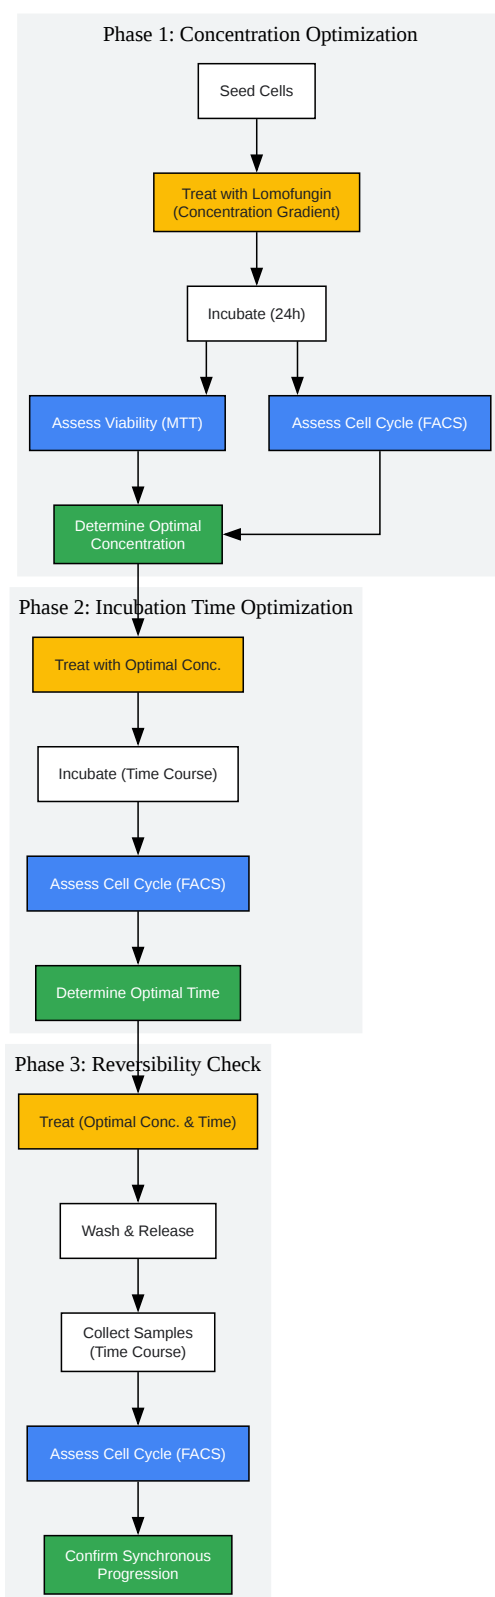 Phase 1: Concentration Optimization
Seed Cells
Treat with Lomofungin
(Concentration Gradient)
Incubate (24h)
Assess Viability (MTT)
Assess Cell Cycle (FACS)
Determine Optimal
Concentration
Phase 2: Incubation Time Optimization
Treat with Optimal Conc.
Incubate (Time Course)
Assess Cell Cycle (FACS)
Determine Optimal Time
Phase 3: Reversibility Check
Treat (Optimal Conc. & Time)
Wash & Release
Collect Samples
(Time Course)
Assess Cell Cycle (FACS)
Confirm Synchronous
Progression